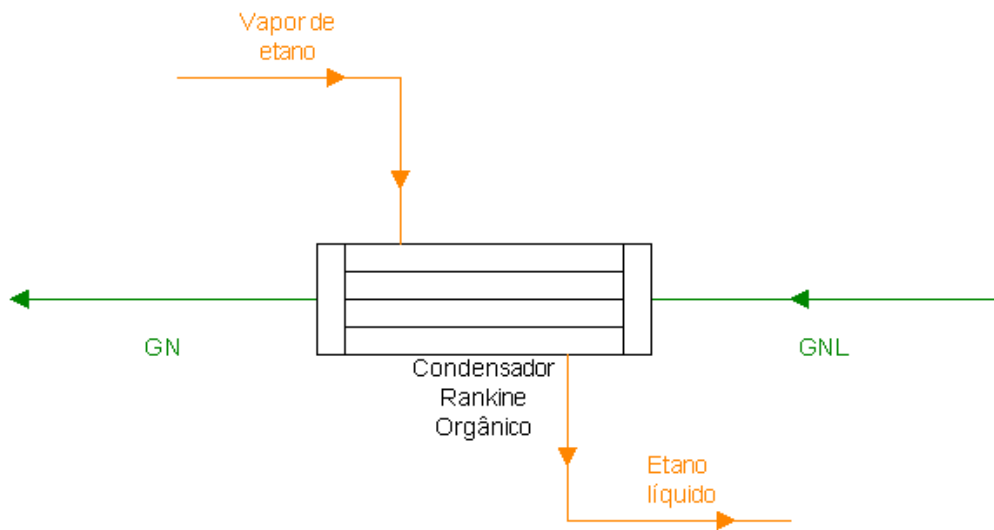 Vapor de
etano
GN
GNL
Condensador
Rankine
Orgânico
Etano
líquido